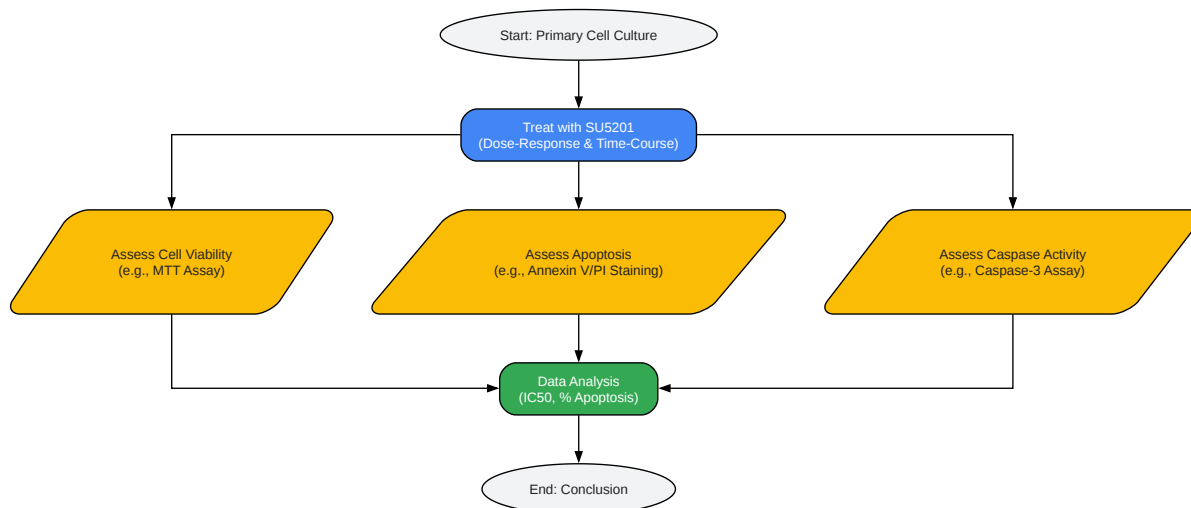 Start: Primary Cell Culture
Treat with SU5201
(Dose-Response & Time-Course)
Assess Cell Viability
(e.g., MTT Assay)
Assess Apoptosis
(e.g., Annexin V/PI Staining)
Assess Caspase Activity
(e.g., Caspase-3 Assay)
Data Analysis
(IC50, % Apoptosis)
End: Conclusion